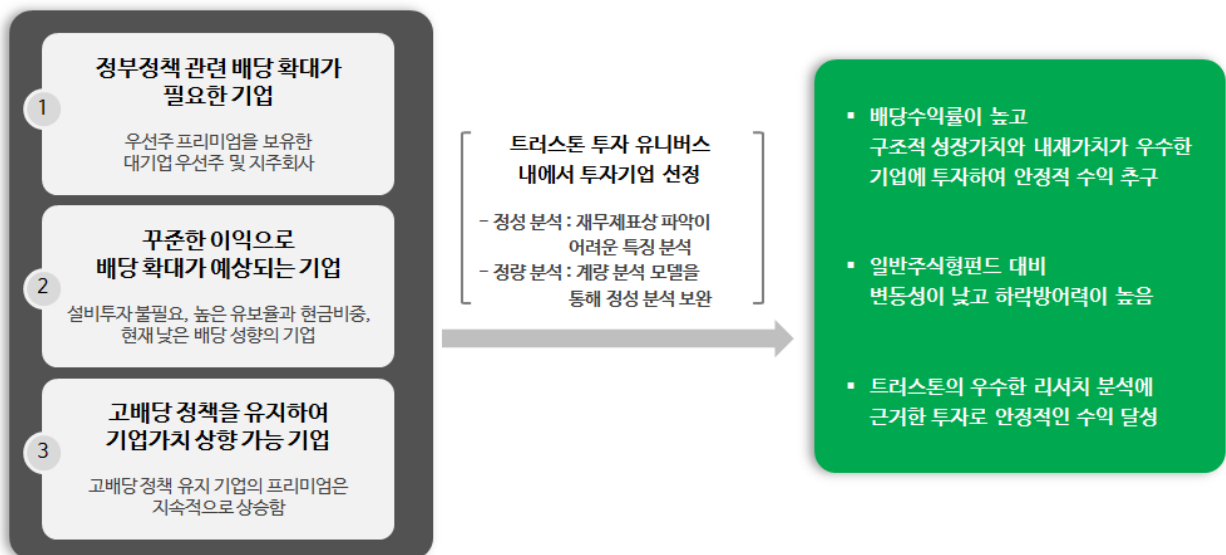 1
정부정책 관련 배당 확대가
필요한 기업
우선주 프리미엄을 보유한
대기업 우선주 및 지주회사
2
꾸준한 이익으로
배당 확대가 예상되는 기업
설비투자 불필요, 높은 유보율과 현금비중,
현재 낮은 배당 성향의 기업
3
고배당 정책을 유지하여
기업가치 상향 가능 기업
고배당 정책 유지 기업의 프리미엄은
지속적으로 상승함
트러스톤 투자 유니버스
내에서 투자기업 선정
- 정성 분석 : 재무제표상 파악이
어려운 특징 분석
- 정량 분석 : 계량 분석 모델을
통해 정성 분석 보완
▪ 배당수익률이 높고
구조적 성장가치와 내재가치가 우수한
기업에 투자하여 안정적 수익 추구
▪ 일반주식형펀드 대비
변동성이 낮고 하락방어력이 높음
▪ 트러스톤의 우수한 리서치 분석에
근거한 투자로 안정적인 수익 달성